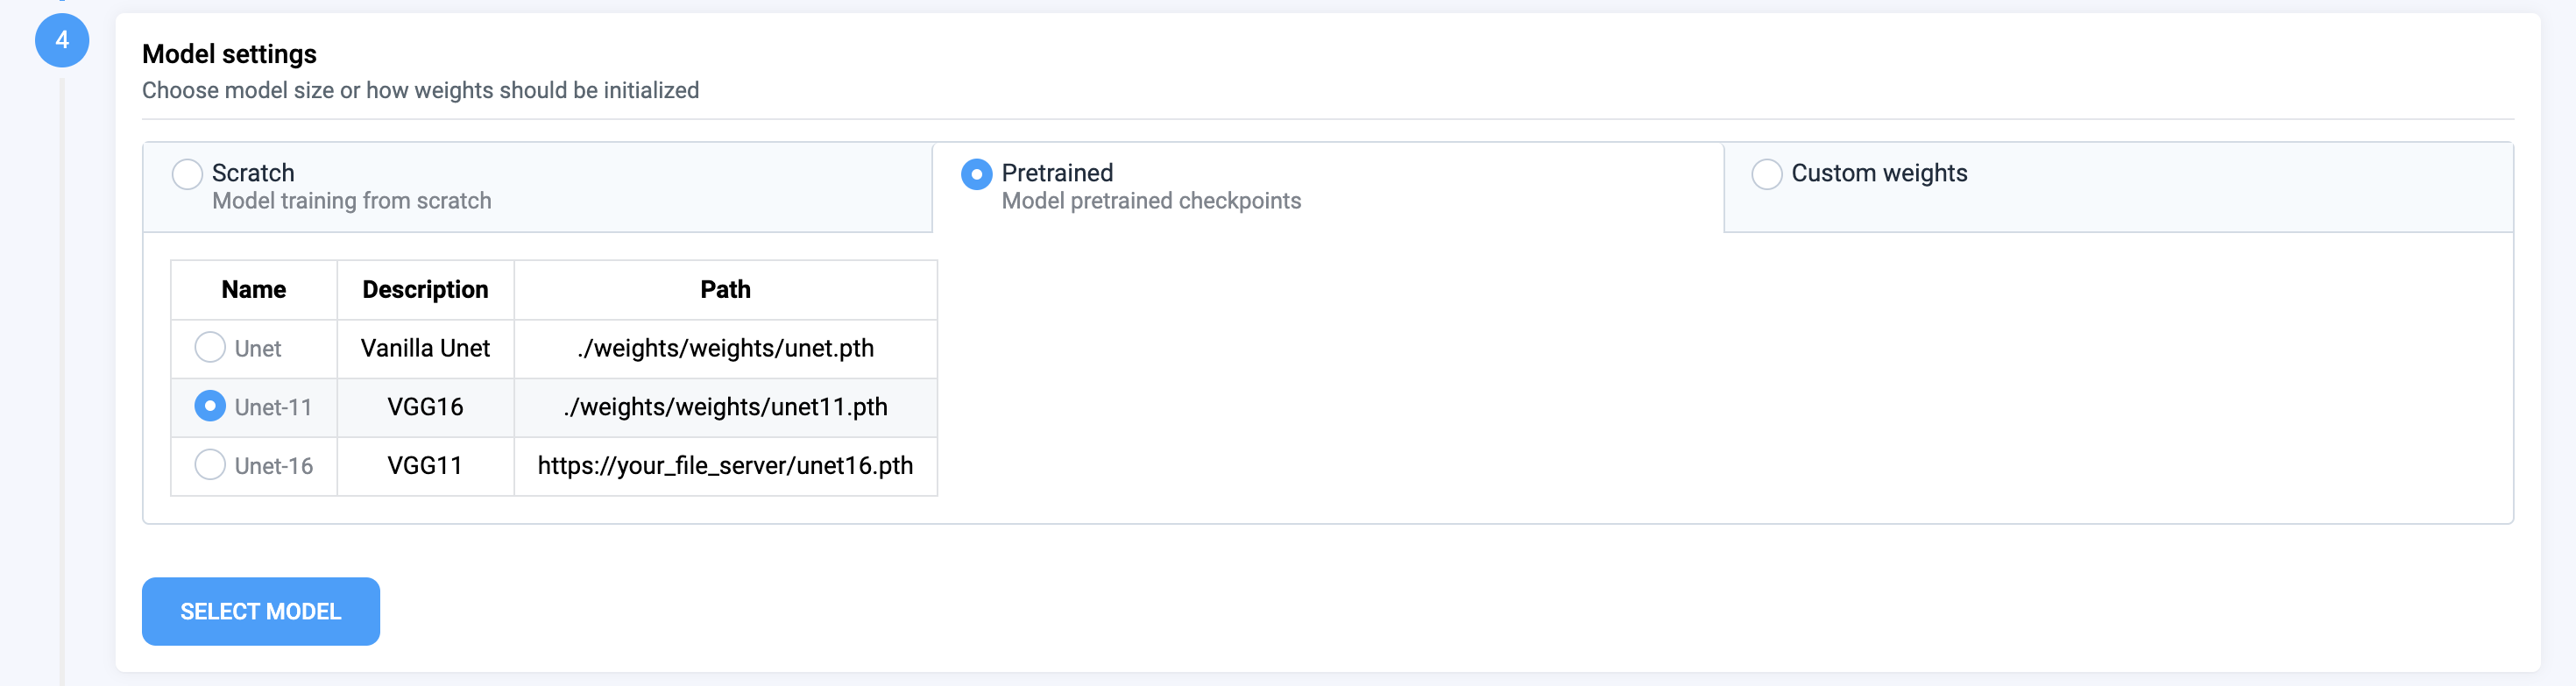 4
Model settings
Choose model size or how weights should be initialized
Scratch
Model training from scratch
Pretrained
Model pretrained checkpoints
Custom weights
Name Description Path
Unet Vanilla Unet ./weights/weights/unet.pth
Unet-11 VGG16 ./weights/weights/unet11.pth
Unet-16 VGG11 https://your_file_server/unet16.pth
SELECT MODEL